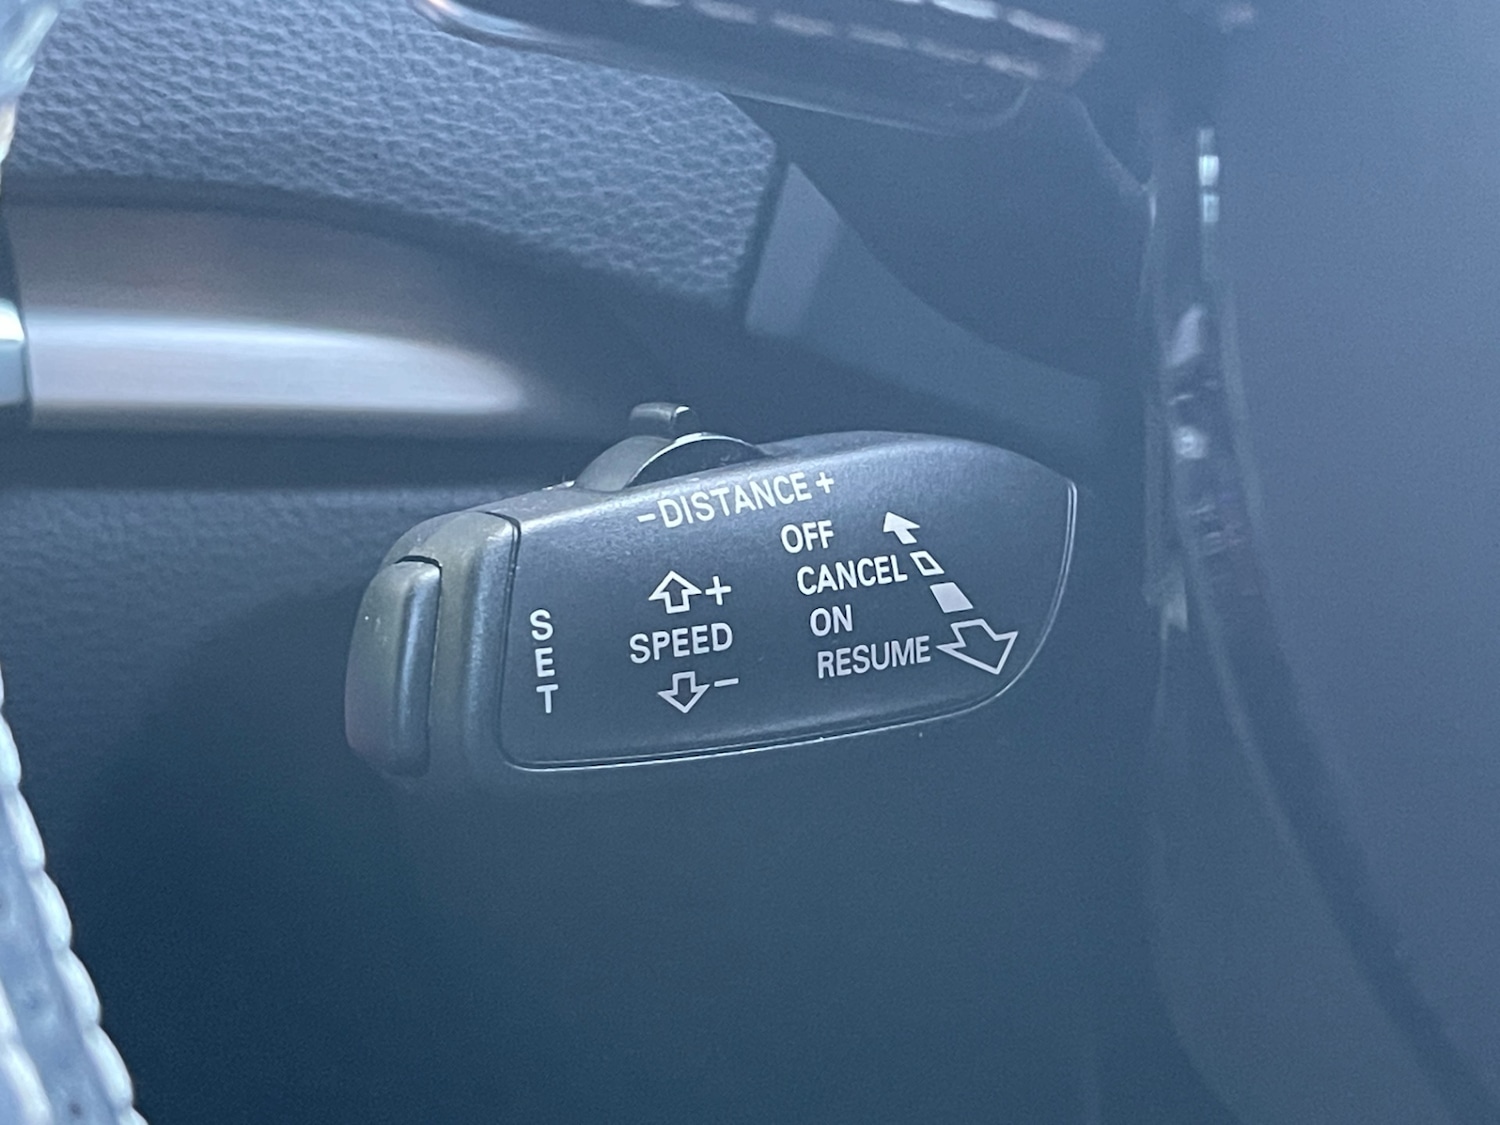 -DISTANCE+
OFF
CANCEL
ON
RESUME
+
SPEED
-
SET